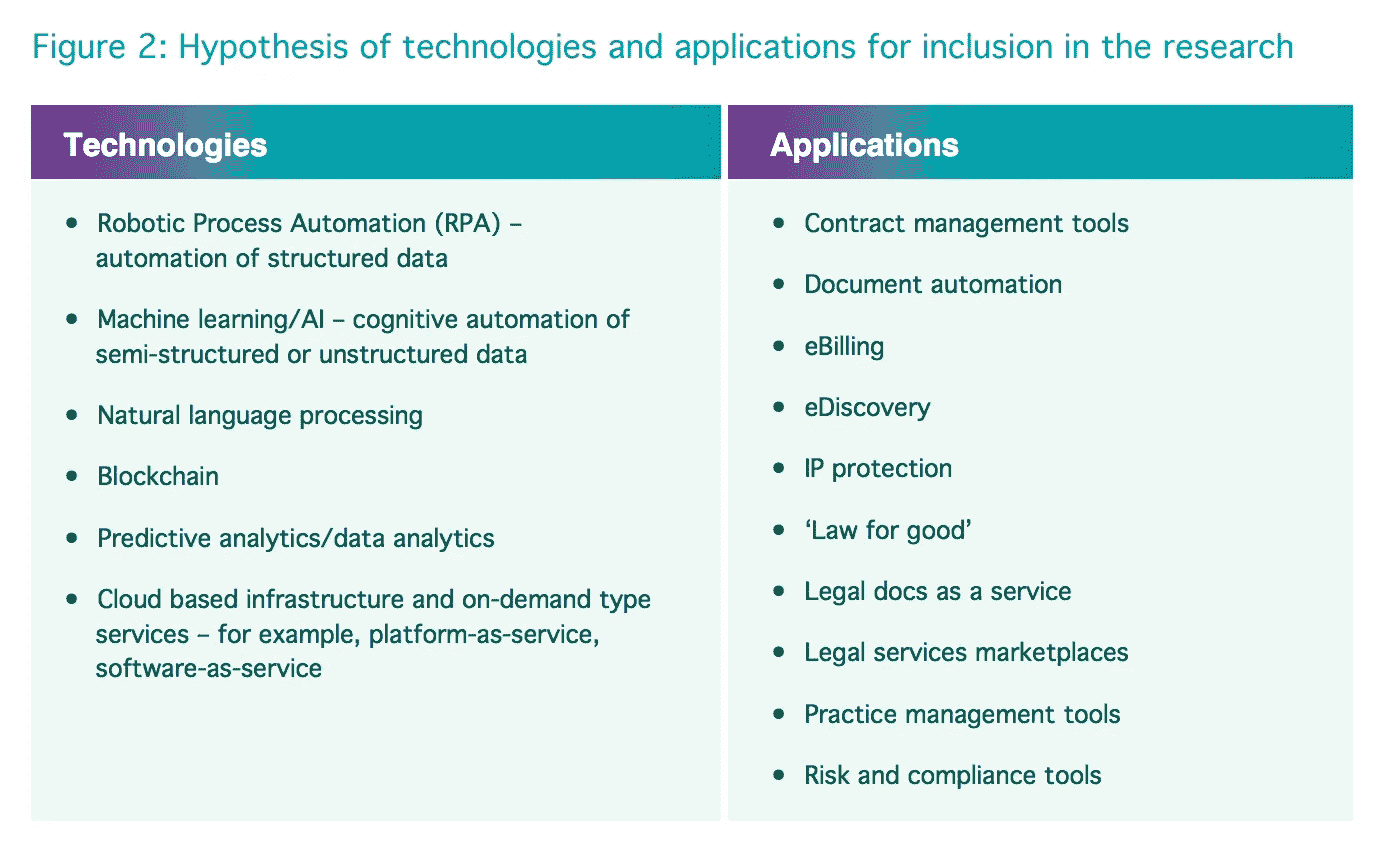 Figure 2: Hypothesis of technologies and applications for inclusion in the research
Technologies
• Robotic Process Automation (RPA) –
automation of structured data
• Machine learning/AI – cognitive automation of
semi-structured or unstructured data
• Natural language processing
• Blockchain
• Predictive analytics/data analytics
• Cloud based infrastructure and on-demand type
services – for example, platform-as-service,
software-as-service
Applications
• Contract management tools
• Document automation
• eBilling
• eDiscovery
• IP protection
• ‘Law for good’
• Legal docs as a service
• Legal services marketplaces
• Practice management tools
• Risk and compliance tools